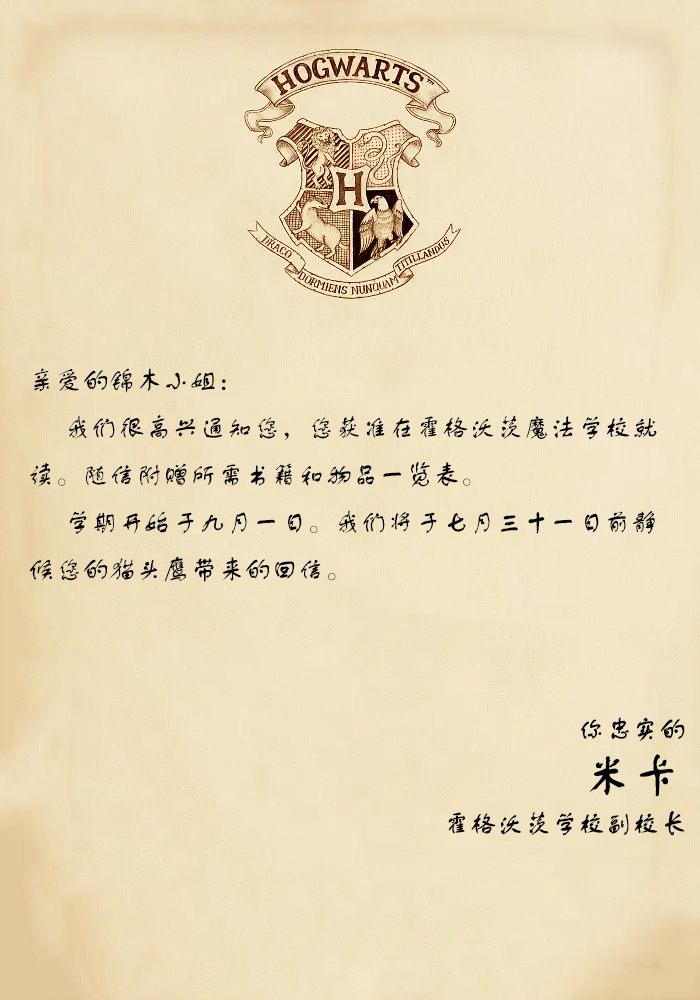 HOGWARTS™
H
DRACO DORMIENS NUNQUAM TITILLANDUS
亲爱的锦木小姐：
我们很高兴通知您，您获准在霍格沃茨魔法学校就
读。随信附赠所需书籍和物品一览表。
学期开始于九月一日。我们将于七月三十一日前静
候您的猫头鹰带来的回信。
你忠实的
米卡
霍格沃茨学校副校长